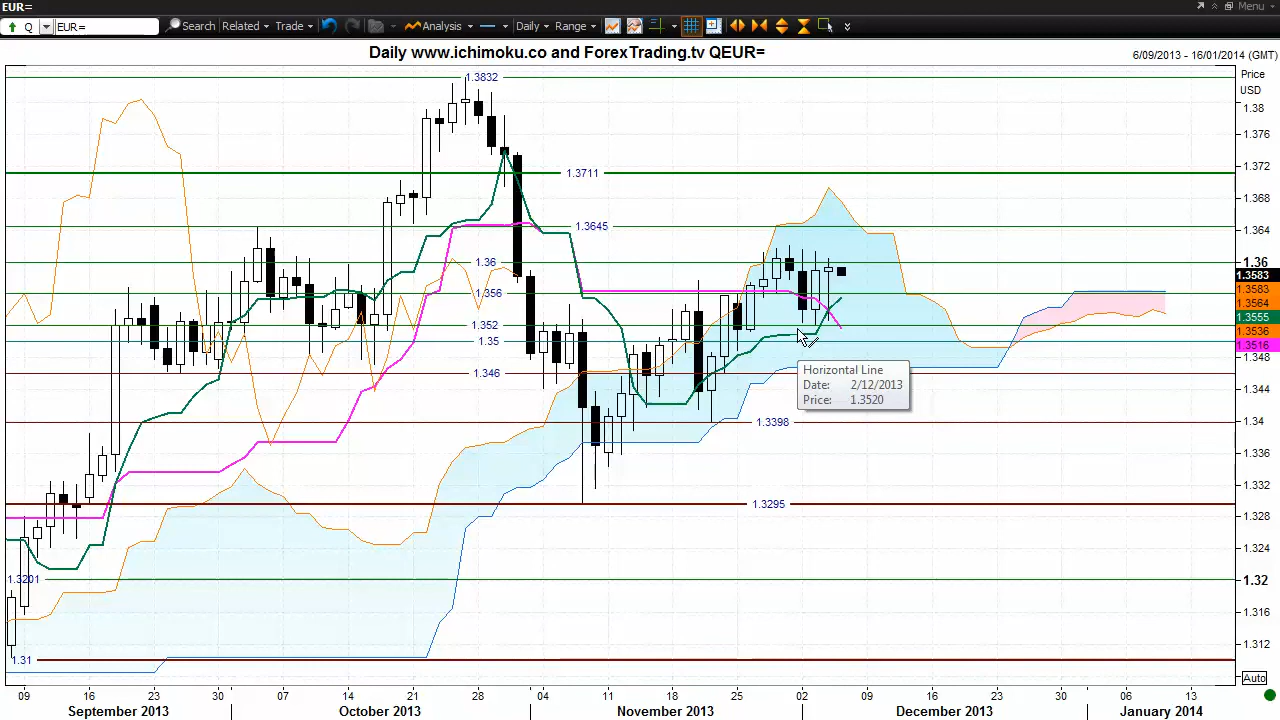 EUR=
Menu
Q EUR= Search Related Trade Analysis Daily Range
Daily www.ichimoku.co and ForexTrading.tv QEUR=
6/09/2013 - 16/01/2014 (GMT)
Price
USD
1.3832
1.38
1.376
1.3711
1.372
1.368
1.3645
1.364
1.36
1.36
1.3583
1.3583
1.356
1.3564
1.3555
1.352
1.3536
1.35
1.3516
1.348
Horizontal Line
Date: 2/12/2013
Price: 1.3520
1.346
1.344
1.3398
1.34
1.336
1.332
1.3295
1.328
1.324
1.3201
1.32
1.316
1.312
1.31
Auto
09 16 23 30 07 14 21 28 04 11 18 25 02 09 16 23 30 06 13
September 2013 October 2013 November 2013 December 2013 January 2014